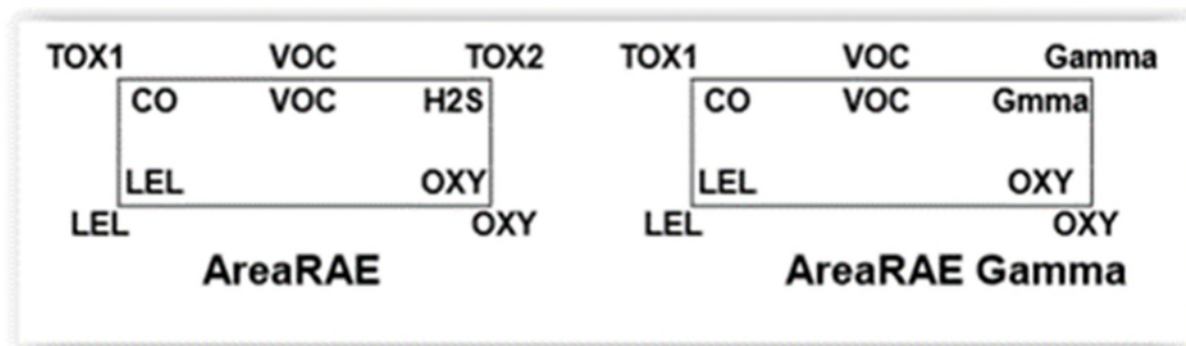 TOX1 VOC TOX2 TOX1 VOC Gamma
CO VOC H2S CO VOC Gmma
LEL OXY LEL OXY
LEL OXY LEL OXY
AreaRAE AreaRAE Gamma